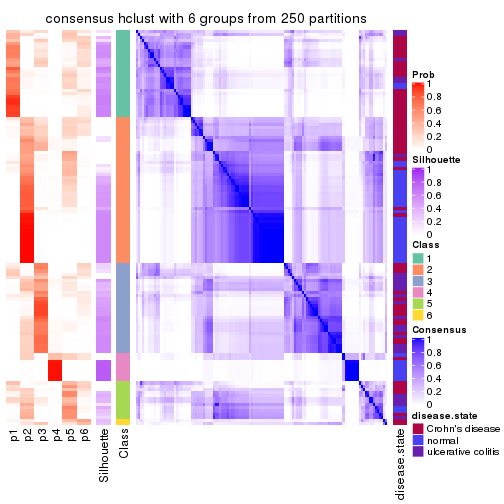 consensus hclust with 6 groups from 250 partitions
Prob
1
0.8
0.6
0.4
0.2
0
Silhouette
1
0.8
0.6
0.4
0.2
0
Class
1
2
3
4
5
6
Consensus
1
0.8
0.6
0.4
0.2
0
disease.state
Crohn's disease
normal
ulcerative colitis
p1
p2
p3
p4
p5
p6
Silhouette
Class
disease.state